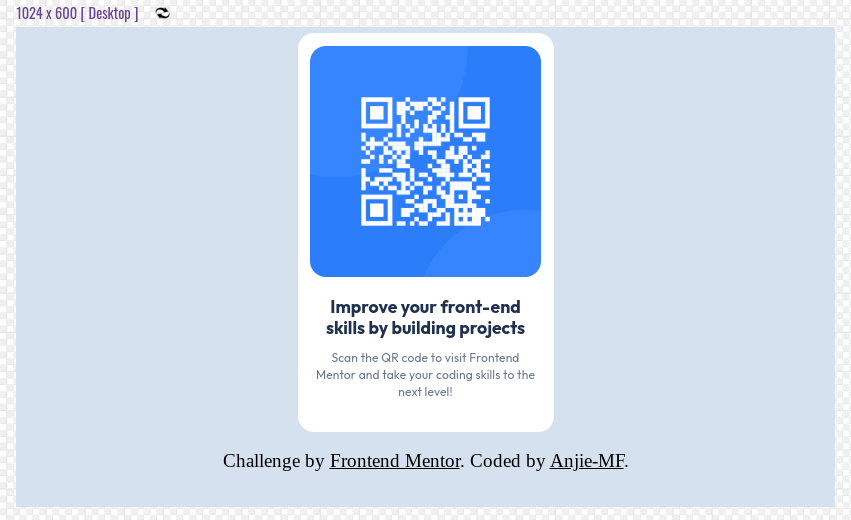 1024 x 600 [ Desktop ]
Improve your front-end
skills by building projects
Scan the QR code to visit Frontend
Mentor and take your coding skills to the
next level!
Challenge by Frontend Mentor. Coded by Anjie-MF.